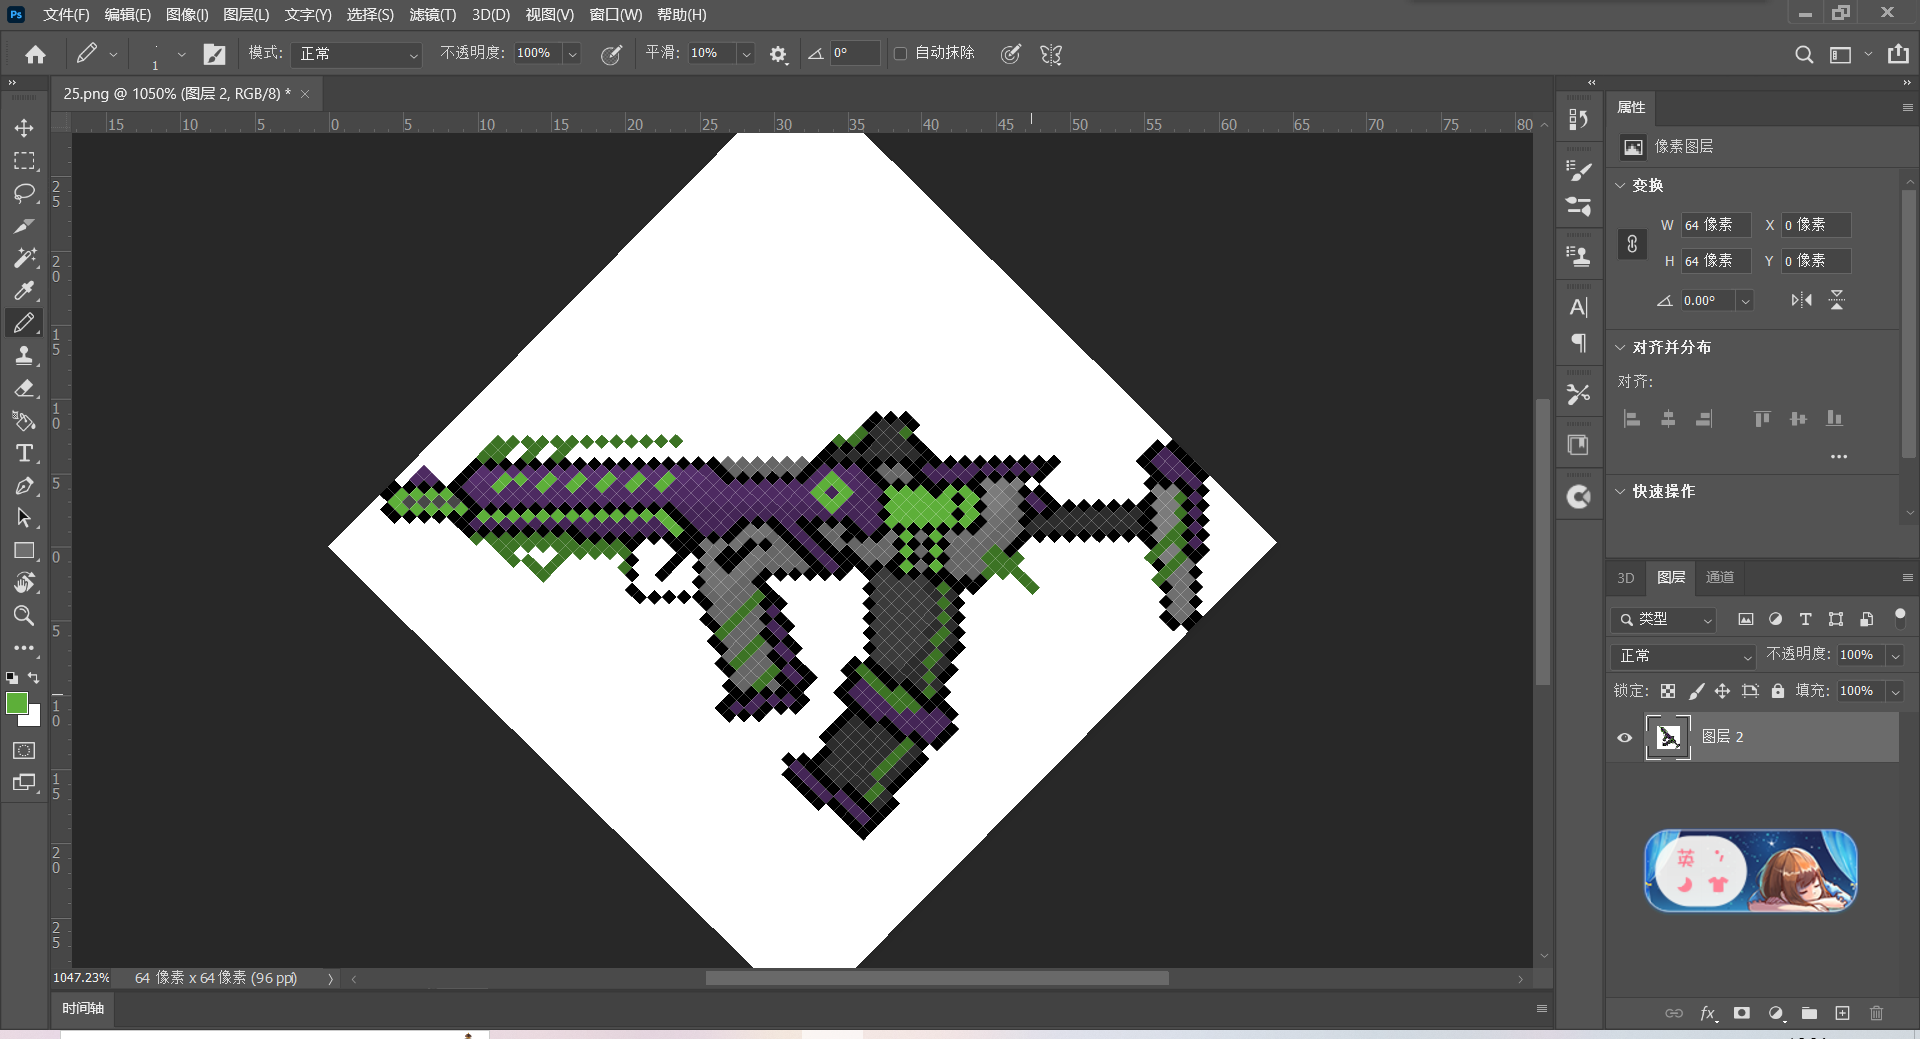 Ps 文件(F) 编辑(E) 图像(I) 图层(L) 文字(Y) 选择(S) 滤镜(T) 3D(D) 视图(V) 窗口(W) 帮助(H)
1 模式: 正常 不透明度: 100% 平滑: 10% 0° 自动抹除
25.png @ 1050% (图层 2, RGB/8) * ×
15 10 5 0 5 10 15 20 25 30 35 40 45 50 55 60 65 70 75 80
25
20
15
10
5
0
5
10
15
20
25
属性
像素图层
变换
W 64 像素 X 0 像素
H 64 像素 Y 0 像素
0.00°
对齐并分布
对齐:
快速操作
3D 图层 通道
类型
正常 不透明度: 100%
锁定: 填充: 100%
图层 2
英
fx
1047.23% 64 像素 x 64 像素 (96 ppi)
时间轴